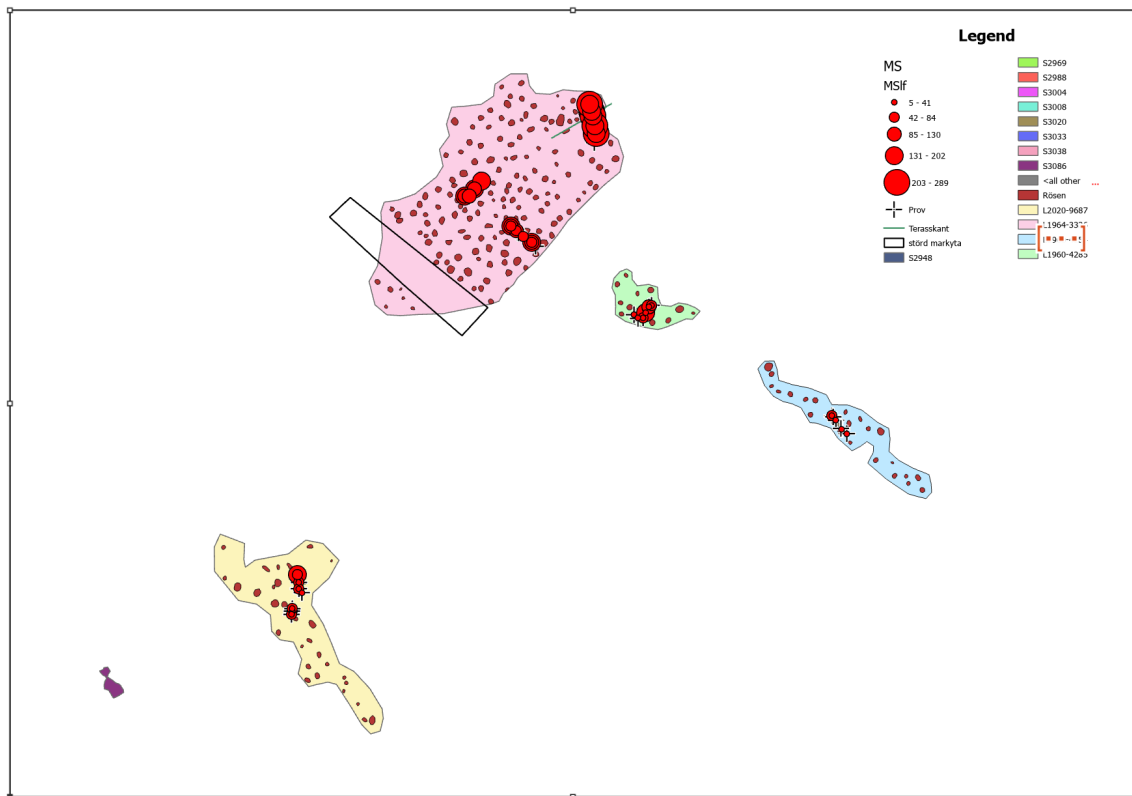 Legend
MS
MSlf
5 - 41
42 - 84
85 - 130
131 - 202
203 - 289
Prov
Terasskant
störd markyta
S2948
S2969
S2988
S3004
S3008
S3020
S3033
S3038
S3086
<all other ...
Rösen
L2020-9687
L1960-4285